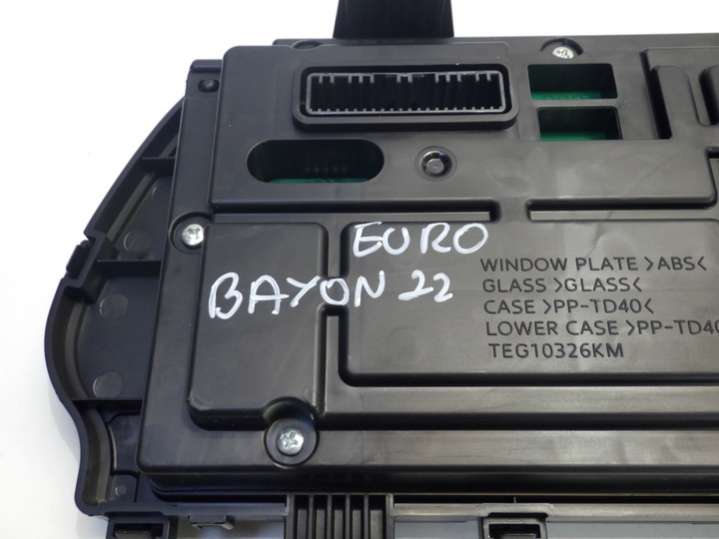 EURO
BAYON 22
WINDOW PLATE >ABS<
GLASS >GLASS<
CASE >PP-TD40<
LOWER CASE >PP-TD40
TEG10326KM